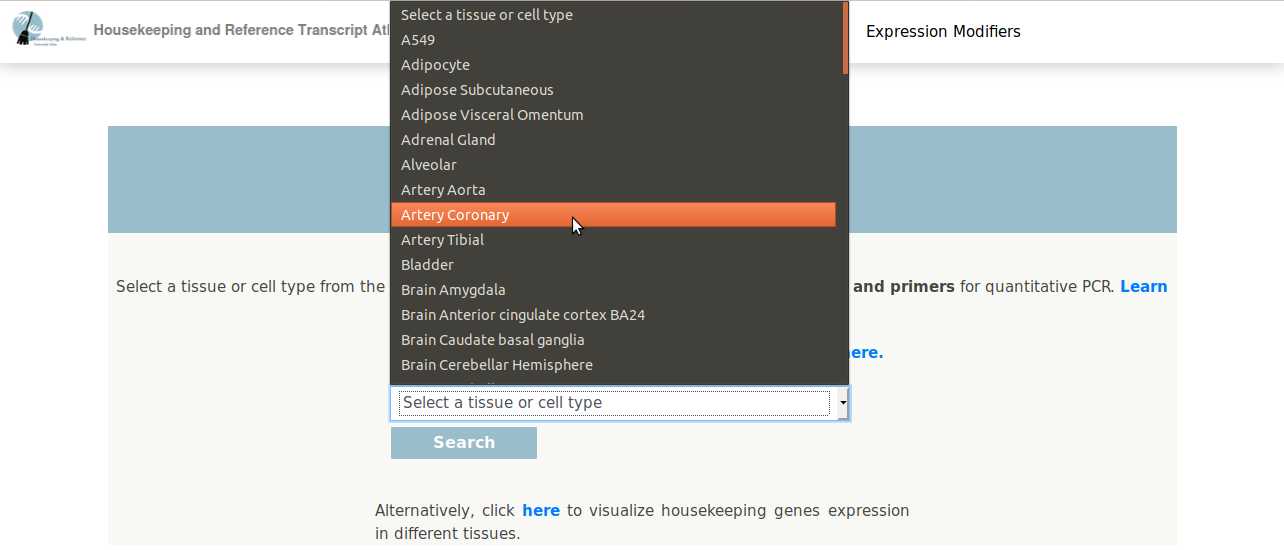 Housekeeping and Reference Transcript Atl
Expression Modifiers
Housekeeping & Reference
Transcript Atlas
Select a tissue or cell type
A549
Adipocyte
Adipose Subcutaneous
Adipose Visceral Omentum
Adrenal Gland
Alveolar
Artery Aorta
Artery Coronary
Artery Tibial
Bladder
Brain Amygdala
Brain Anterior cingulate cortex BA24
Brain Caudate basal ganglia
Brain Cerebellar Hemisphere
Select a tissue or cell type from the
and primers for quantitative PCR. Learn
here.
Select a tissue or cell type
Search
Alternatively, click here to visualize housekeeping genes expression
in different tissues.